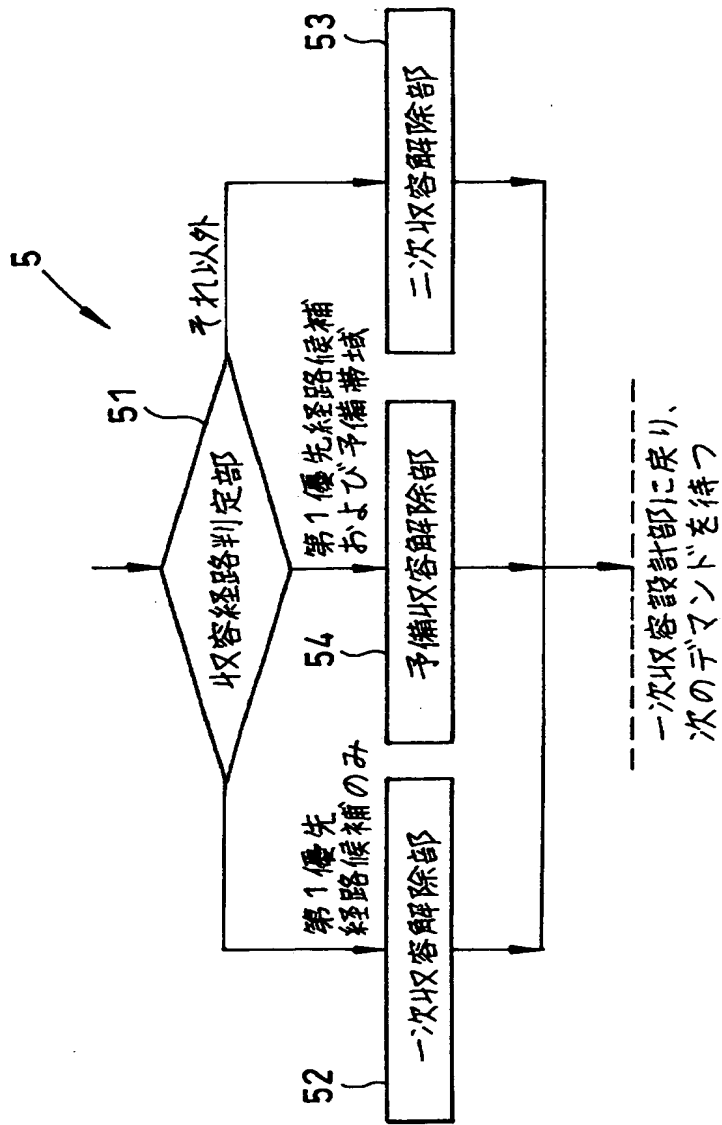 5
51
収容経路判定部
第1優先
経路候補のみ
第1優先経路候補
および予備帯域
それ以外
52
一次収容解除部
54
予備収容解除部
53
二次収容解除部
一次収容設計部に戻り、
次のデマンドを待つ